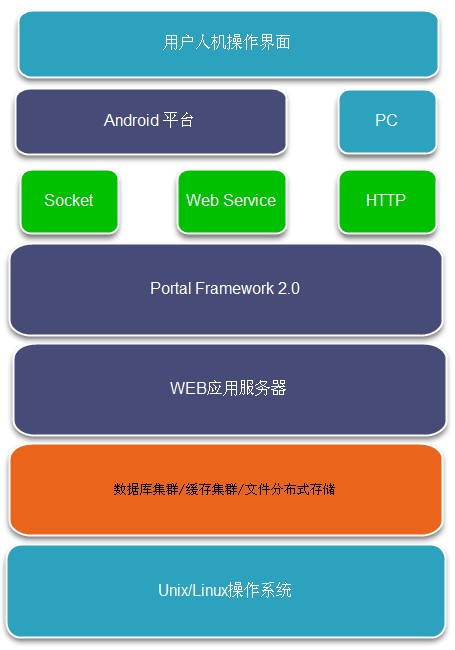 用户人机操作界面
Android 平台
PC
Socket
Web Service
HTTP
Portal Framework 2.0
WEB应用服务器
数据库集群/缓存集群/文件分布式存储
Unix/Linux操作系统